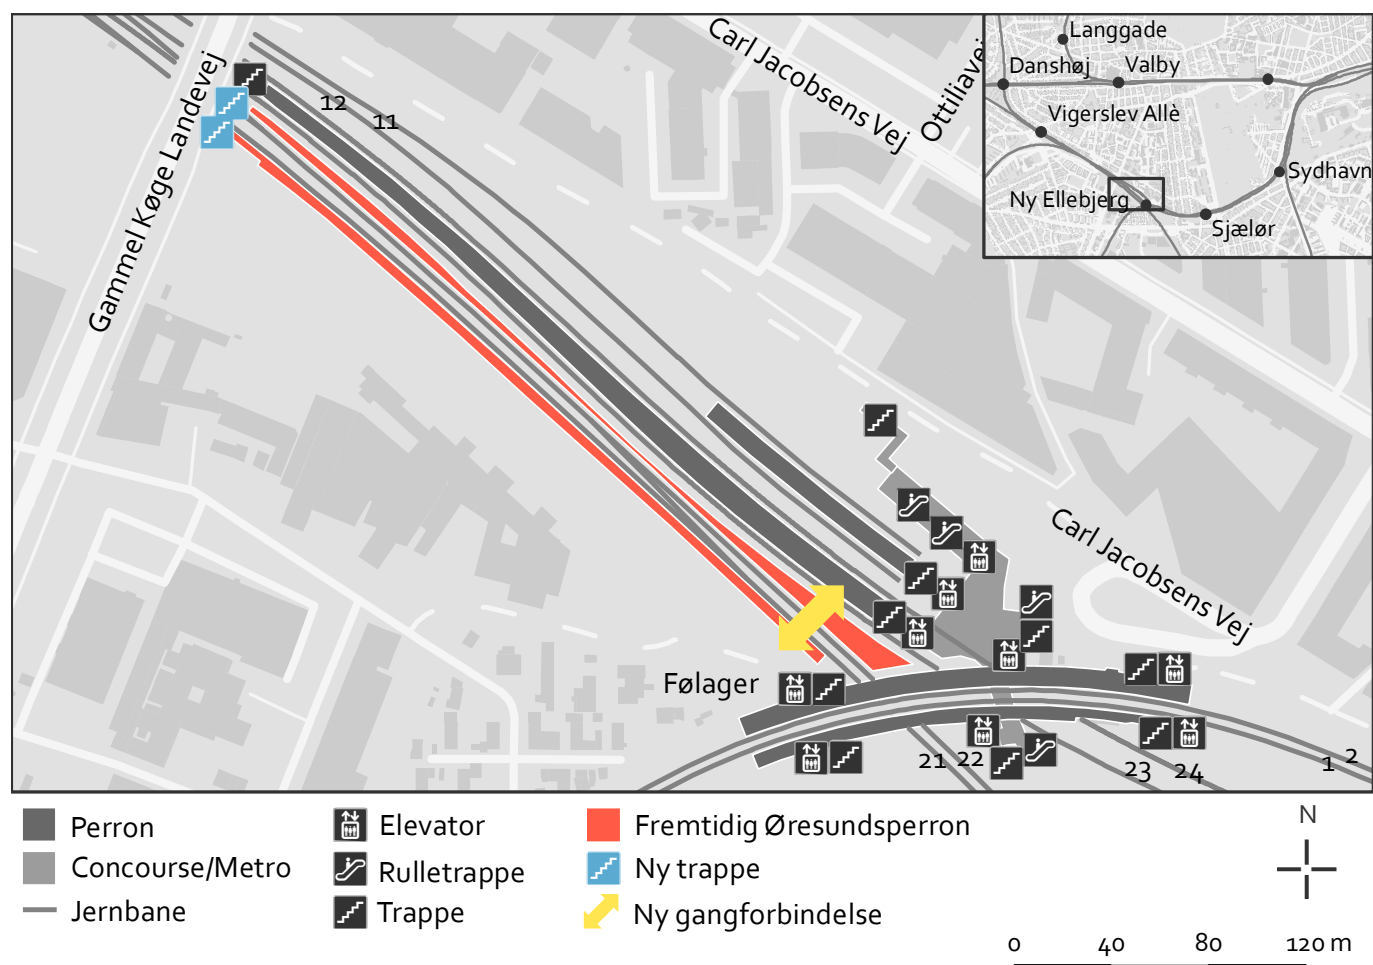 Carl Jacobsens Vej
Ottiliavej
Gammel Køge Landevej
12
11
Langgade
Danshøj
Valby
Vigerslev Allè
Sydhavn
Ny Ellebjerg
Sjælør
Carl Jacobsens Vej
Følager
21
22
23
24
1
2
Perron
Concourse/Metro
Jernbane
Elevator
Rulletrappe
Trappe
Fremtidig Øresundsperron
Ny trappe
Ny gangforbindelse
N
0 40 80 120 m